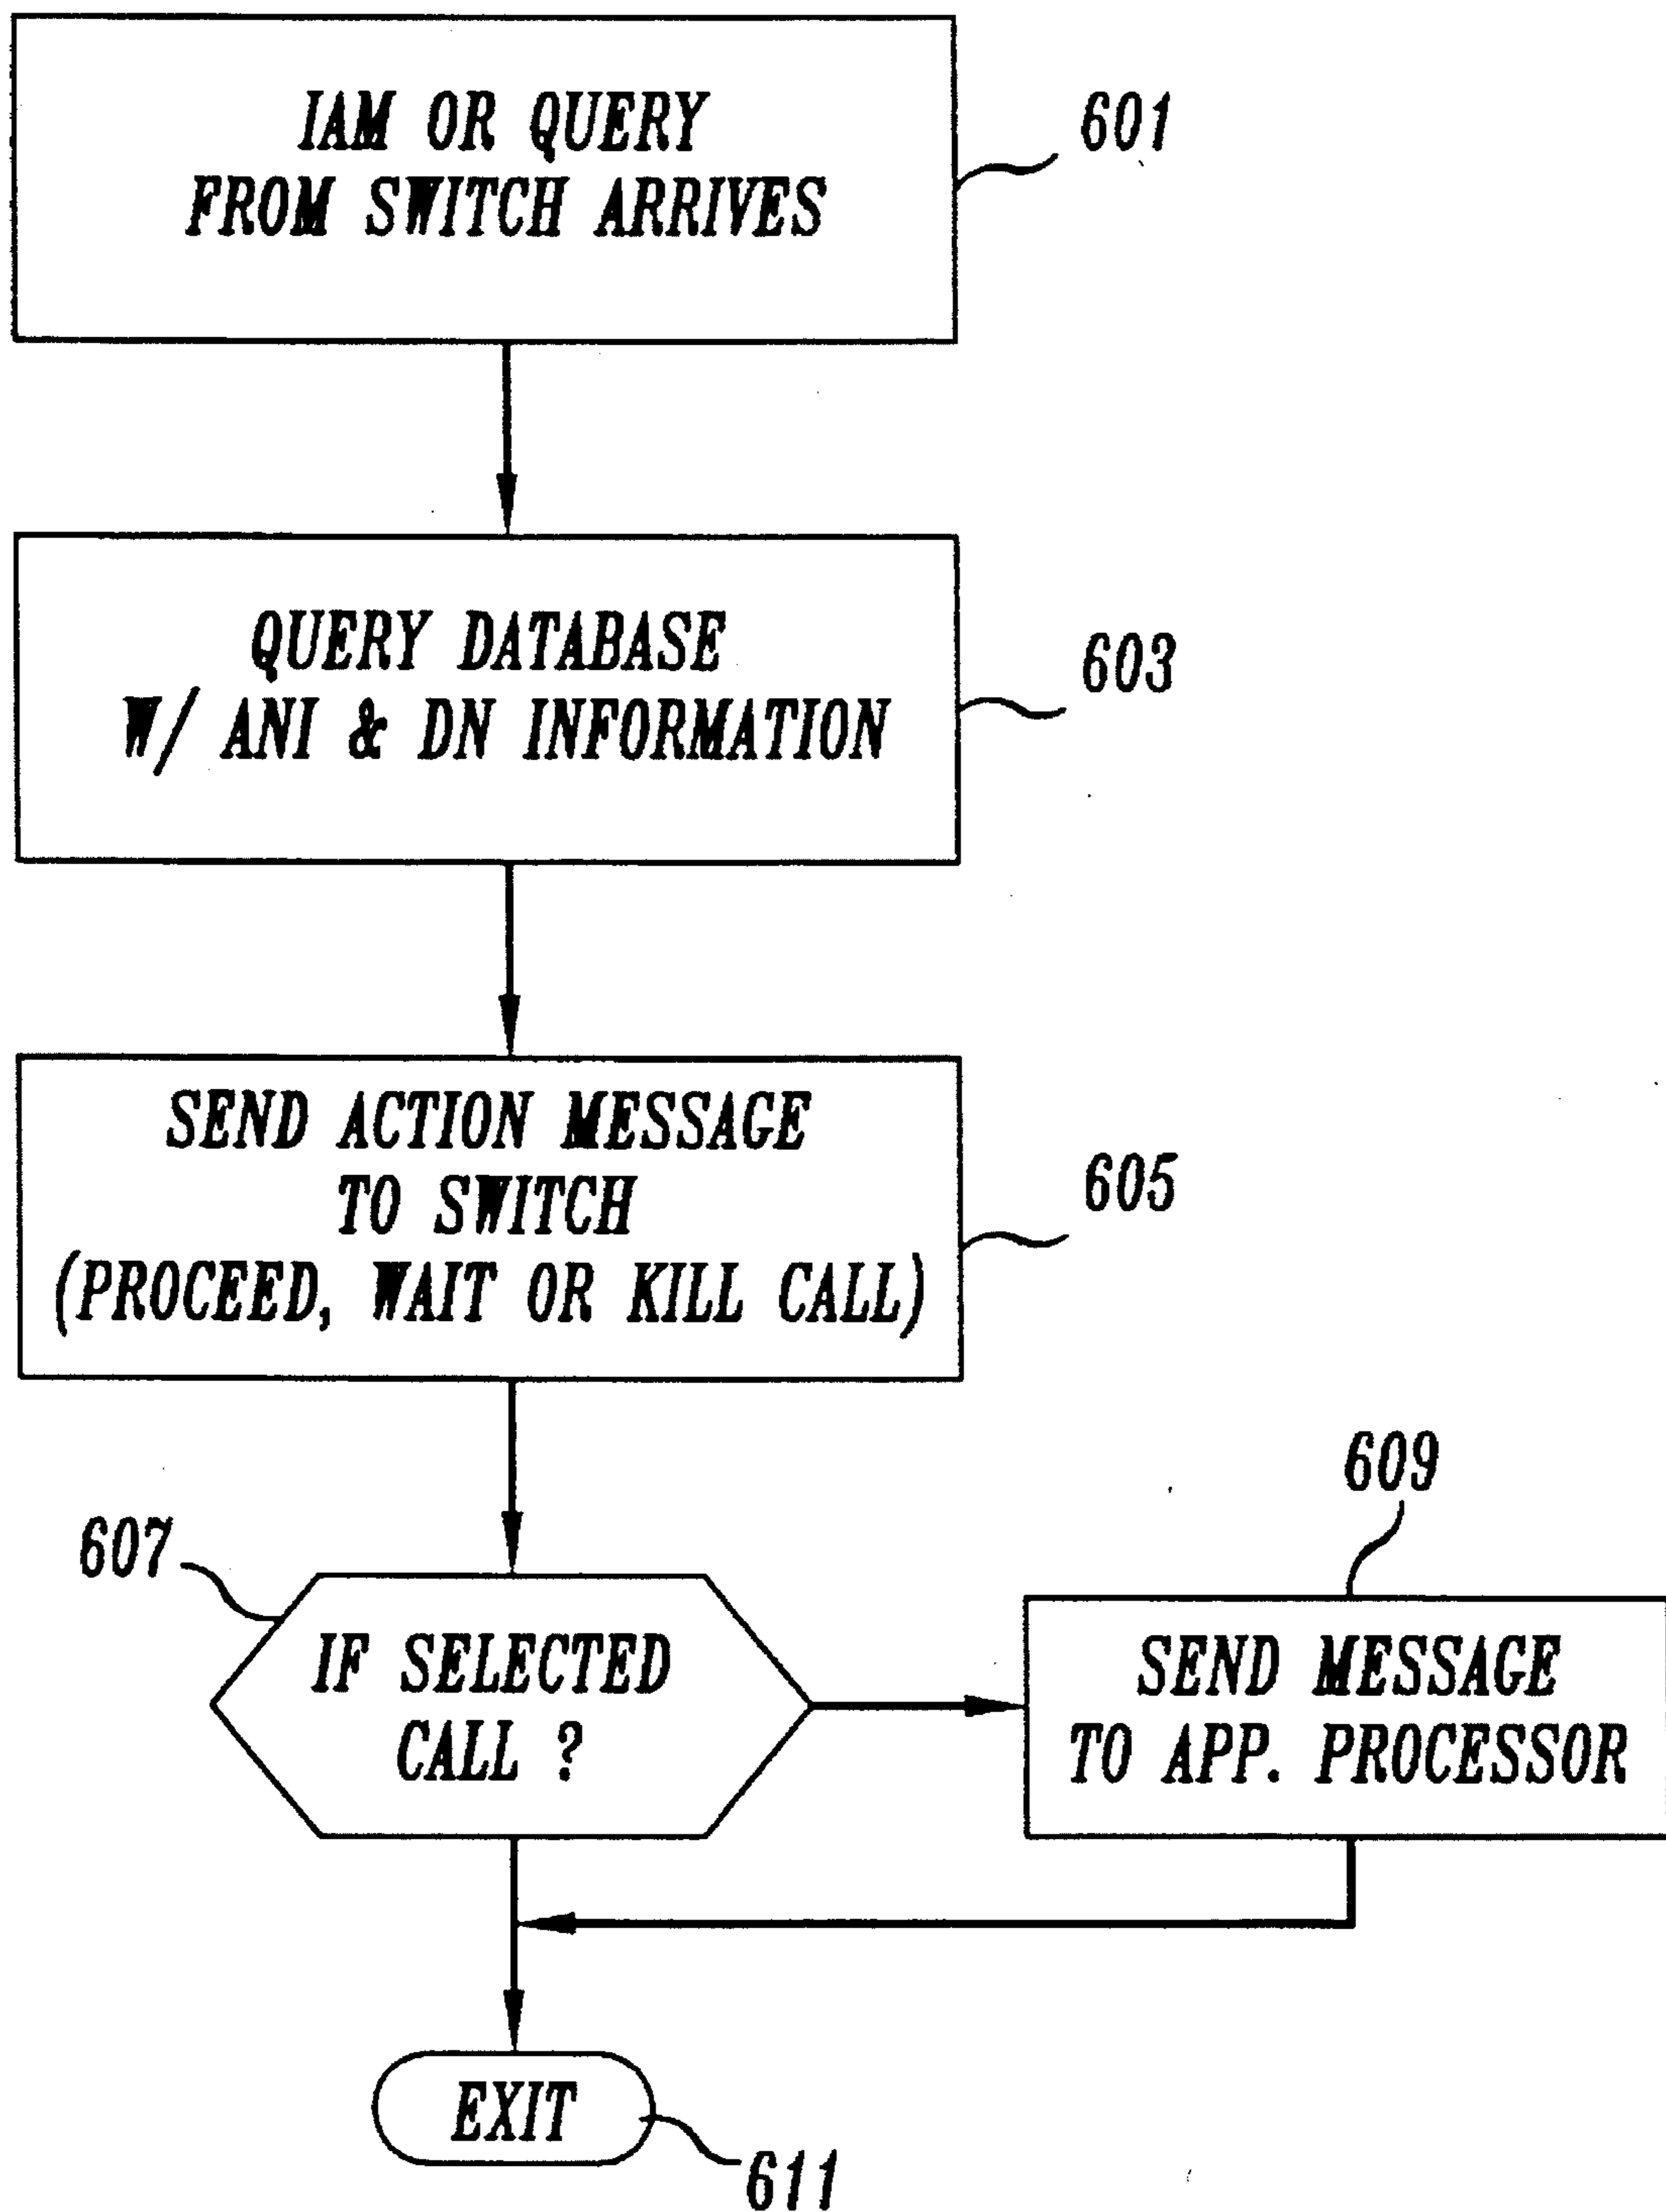 IAM OR QUERY
FROM SWITCH ARRIVES
601
QUERY DATABASE
W/ ANI & DN INFORMATION
603
SEND ACTION MESSAGE
TO SWITCH
(PROCEED, WAIT OR KILL CALL)
605
607
IF SELECTED
CALL ?
609
SEND MESSAGE
TO APP. PROCESSOR
EXIT
611